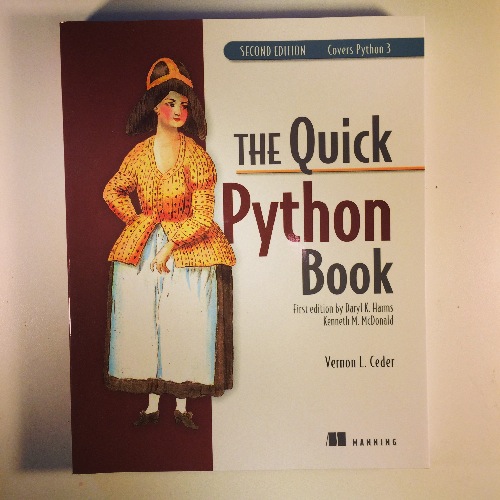 SECOND EDITION Covers Python 3
THE Quick
Python
Book
First edition by Daryl K. Harms
Kenneth M. McDonald
Vernon L. Ceder
MANNING